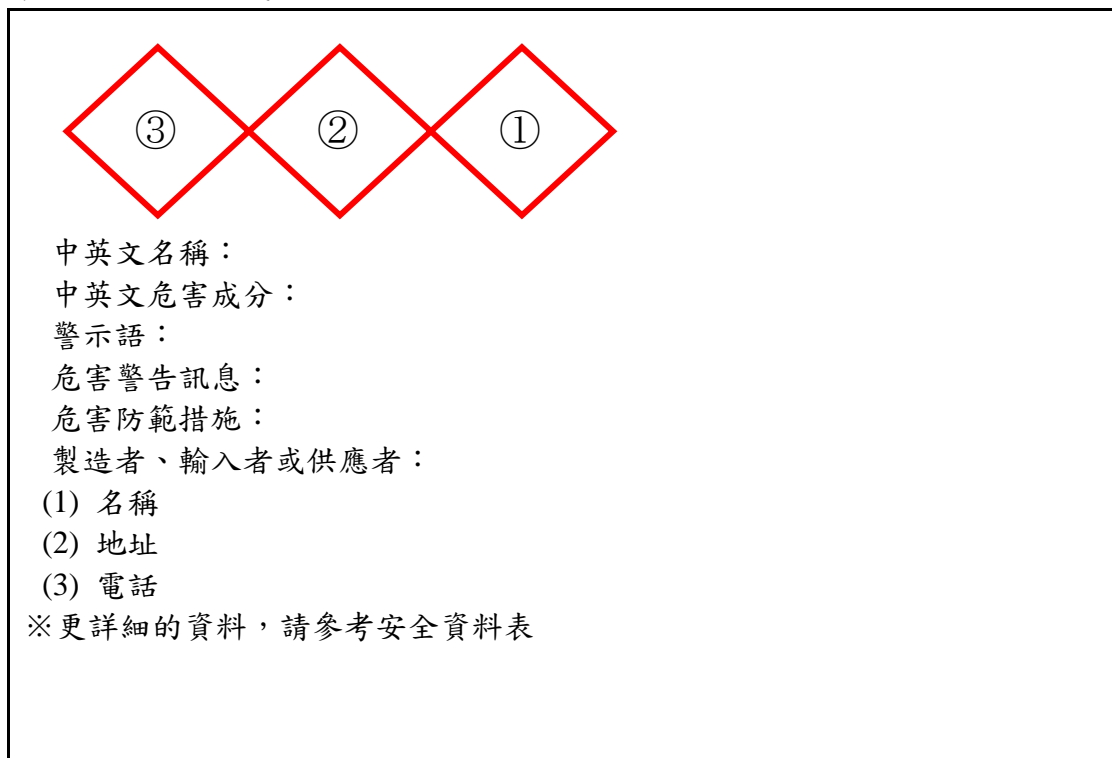 ③ ② ①
中英文名稱：
中英文危害成分：
警示語：
危害警告訊息：
危害防範措施：
製造者、輸入者或供應者：
(1) 名稱
(2) 地址
(3) 電話
※更詳細的資料，請參考安全資料表